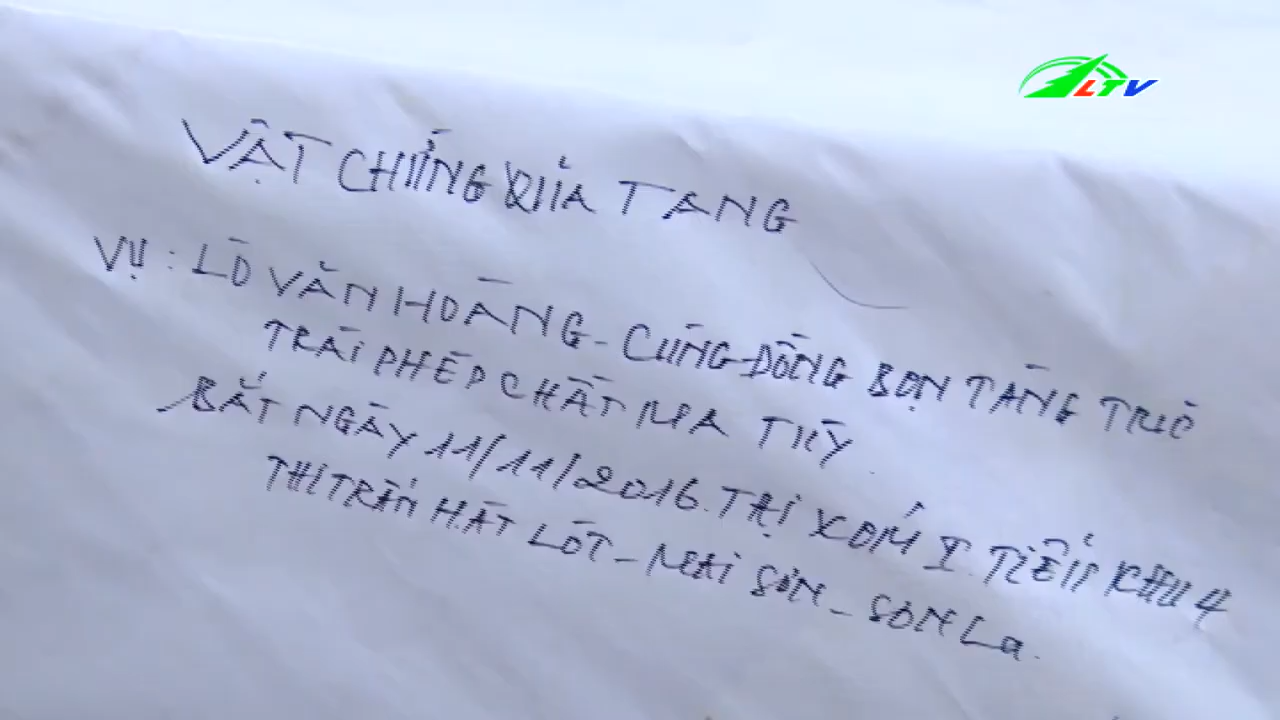 LTV
VẬT CHỨNG QỦA TANG
VỤ: LÒ VĂN HOÀNG - CÙNG ĐỒNG BỌN TÀNG TRỮ
TRÁI PHÉP CHẤT MA TÚY.
BẮT NGÀY 11/11/2016. TẠI XÓM I. TIỂU KHU 4
THỊ TRẤN HÁT LÓT - MAI SƠN - SƠN La.